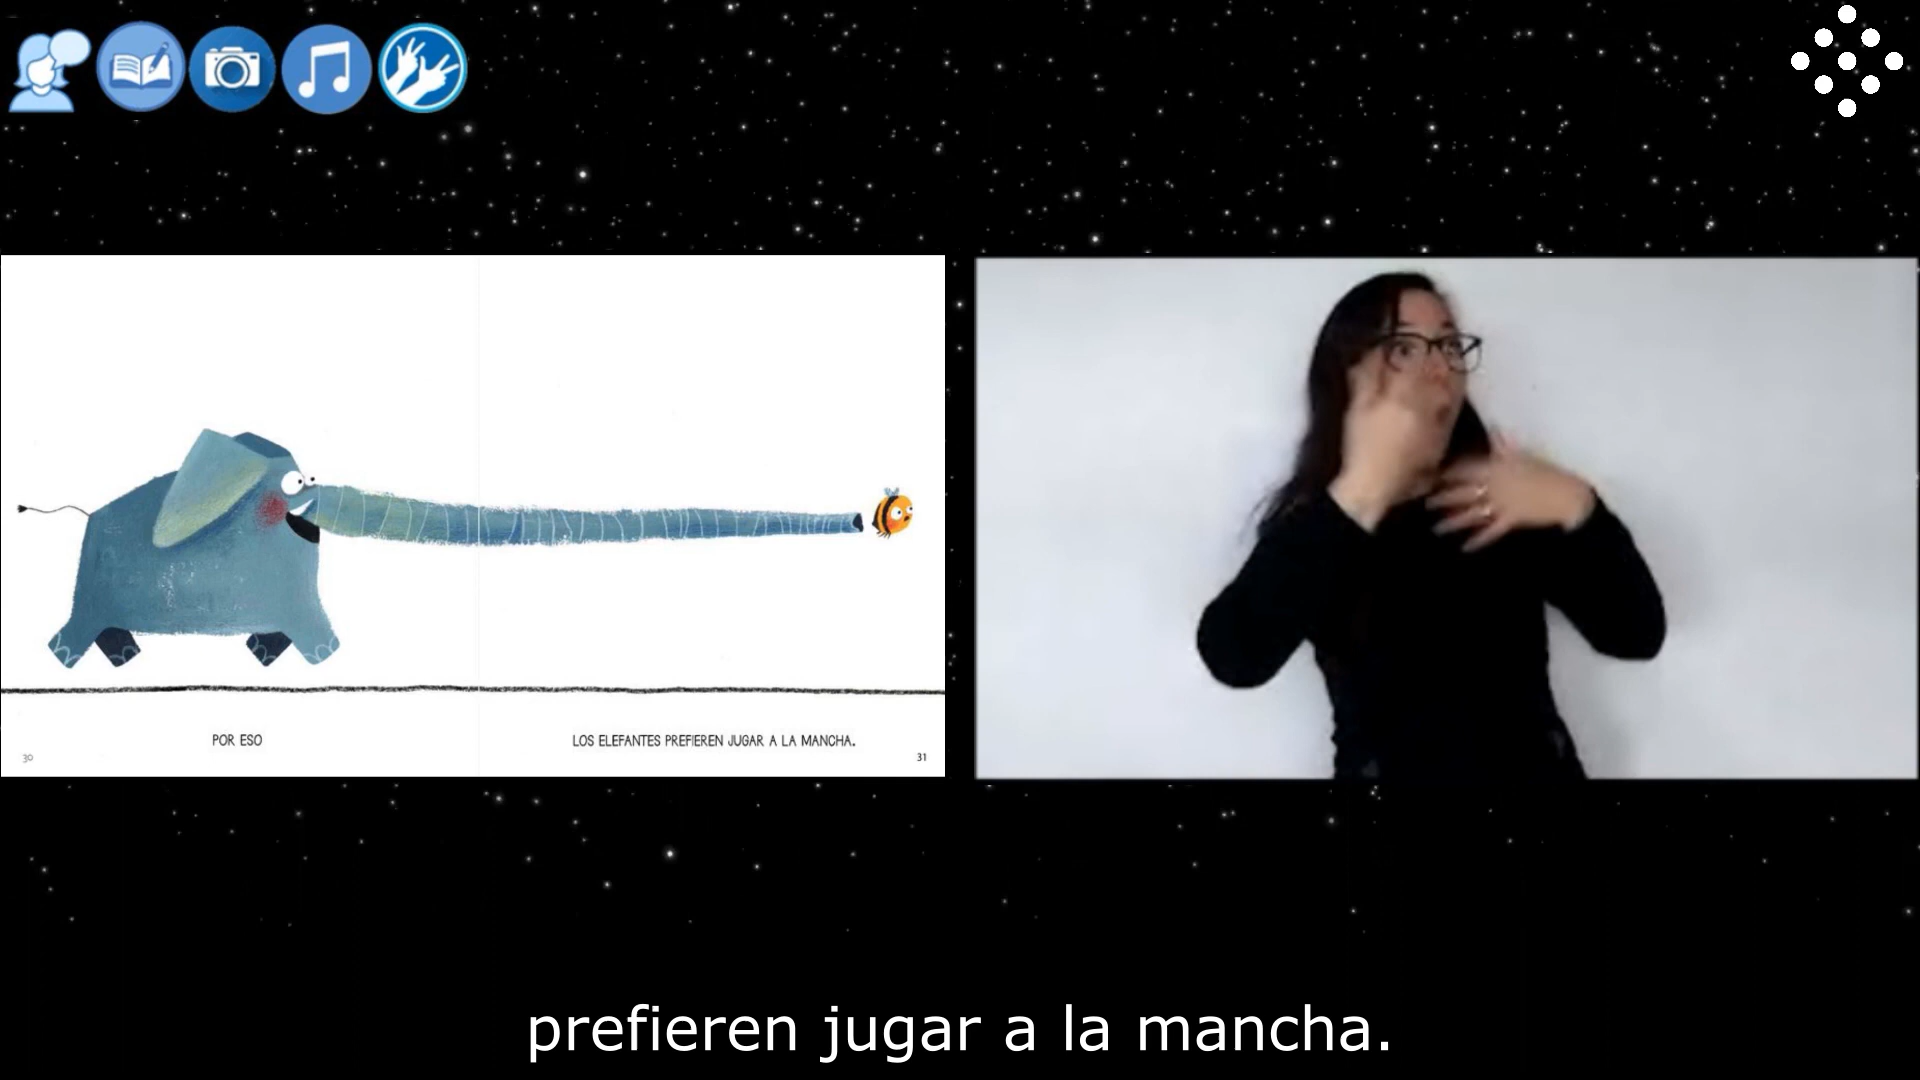 POR ESO
LOS ELEFANTES PREFIEREN JUGAR A LA MANCHA.
30
31
prefieren jugar a la mancha.